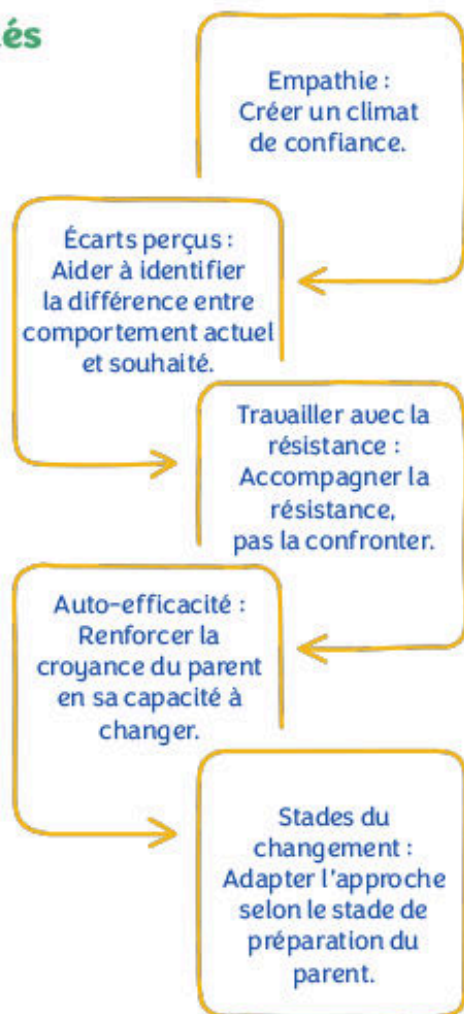 és
Empathie :
Créer un climat
de confiance.
Écarts perçus :
Aider à identifier
la différence entre
comportement actuel
et souhaité.
Travailler avec la
résistance :
Accompagner la
résistance,
pas la confronter.
Auto-efficacité :
Renforcer la
croyance du parent
en sa capacité à
changer.
Stades du
changement :
Adapter l'approche
selon le stade de
préparation du
parent.